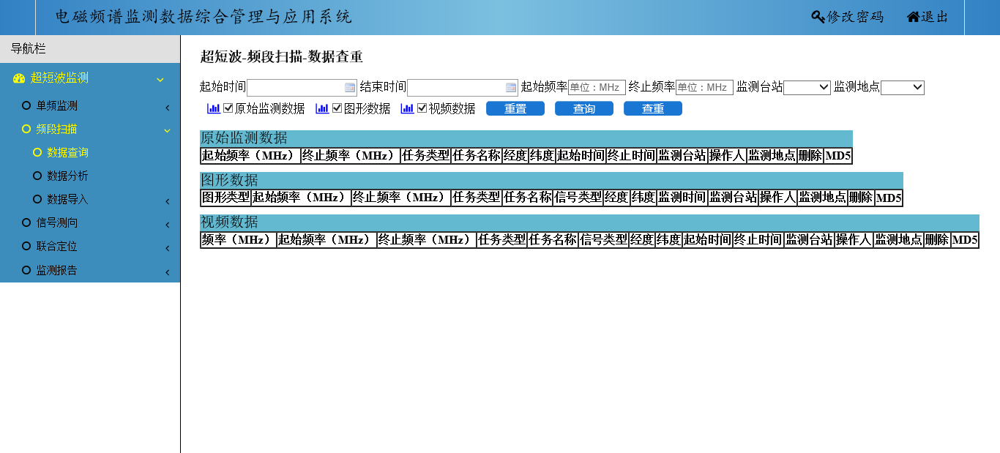 电磁频谱监测数据综合管理与应用系统 修改密码 退出
导航栏
超短波监测
单频监测
频段扫描
数据查询
数据分析
数据导入
信号测向
联合定位
监测报告
超短波-频段扫描-数据查重
起始时间 结束时间 起始频率 单位：MHz 终止频率 单位：MHz 监测台站 监测地点
原始监测数据 图形数据 视频数据 重置 查询 查重
原始监测数据
起始频率（MHz） 终止频率（MHz） 任务类型 任务名称 经度 纬度 起始时间 终止时间 监测台站 操作人 监测地点 删除 MD5
图形数据
图形类型 起始频率（MHz） 终止频率（MHz） 任务类型 任务名称 信号类型 经度 纬度 监测时间 监测台站 操作人 监测地点 删除 MD5
视频数据
频率（MHz） 起始频率（MHz） 终止频率（MHz） 任务类型 任务名称 信号类型 经度 纬度 起始时间 终止时间 监测台站 操作人 监测地点 删除 MD5